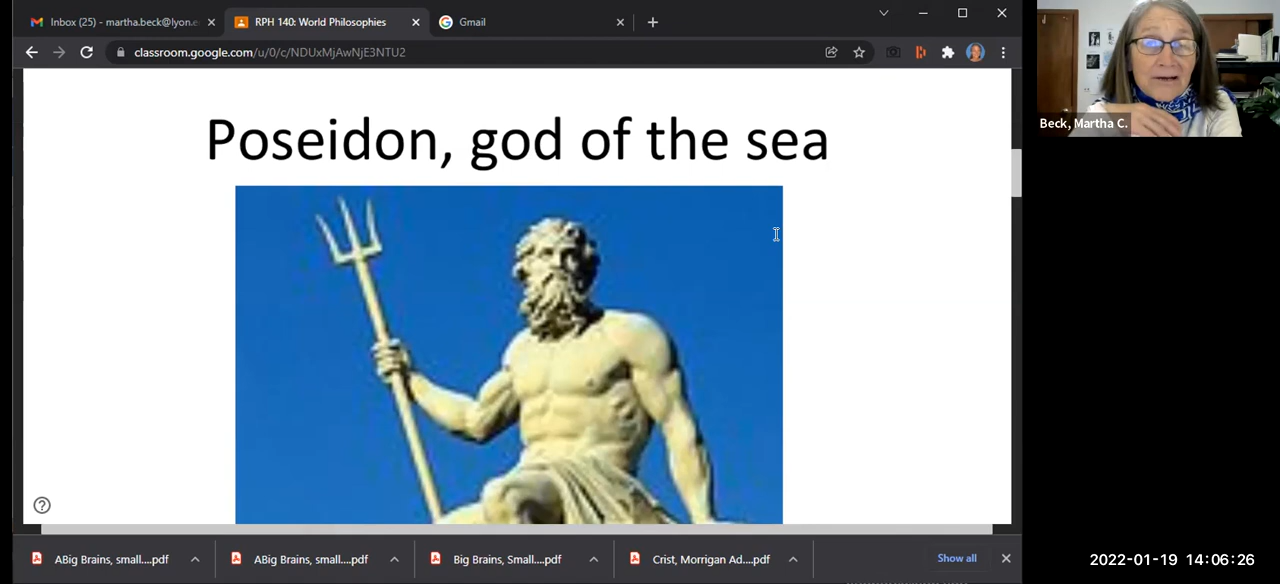 Inbox (25) - martha.beck@lyon.e
RPH 140: World Philosophies
Gmail
classroom.google.com/u/0/c/NDUxMjAwNjE3NTU2
Beck, Martha C.
Poseidon, god of the sea
ABig Brains, small....pdf
ABig Brains, small....pdf
Big Brains, Small....pdf
Crist, Morrigan Ad....pdf
Show all
2022-01-19 14:06:26